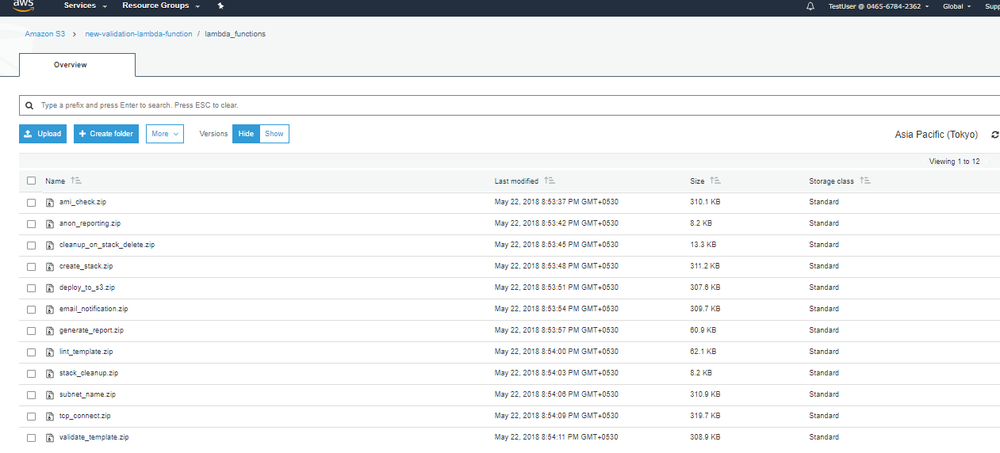 aws Services Resource Groups TestUser @ 0465-6784-2362 Global Supp
Amazon S3 > new-validation-lambda-function / lambda_functions
Overview
Type a prefix and press Enter to search. Press ESC to clear.
Upload + Create folder More Versions Hide Show Asia Pacific (Tokyo)
Viewing 1 to 12
Name Last modified Size Storage class
ami_check.zip May 22, 2018 8:53:37 PM GMT+0530 310.1 KB Standard
anon_reporting.zip May 22, 2018 8:53:42 PM GMT+0530 8.2 KB Standard
cleanup_on_stack_delete.zip May 22, 2018 8:53:45 PM GMT+0530 13.3 KB Standard
create_stack.zip May 22, 2018 8:53:48 PM GMT+0530 311.2 KB Standard
deploy_to_s3.zip May 22, 2018 8:53:51 PM GMT+0530 307.6 KB Standard
email_notification.zip May 22, 2018 8:53:54 PM GMT+0530 309.7 KB Standard
generate_report.zip May 22, 2018 8:53:57 PM GMT+0530 60.9 KB Standard
lint_template.zip May 22, 2018 8:54:00 PM GMT+0530 62.1 KB Standard
stack_cleanup.zip May 22, 2018 8:54:03 PM GMT+0530 8.2 KB Standard
subnet_name.zip May 22, 2018 8:54:06 PM GMT+0530 310.9 KB Standard
tcp_connect.zip May 22, 2018 8:54:09 PM GMT+0530 319.7 KB Standard
validate_template.zip May 22, 2018 8:54:11 PM GMT+0530 308.9 KB Standard